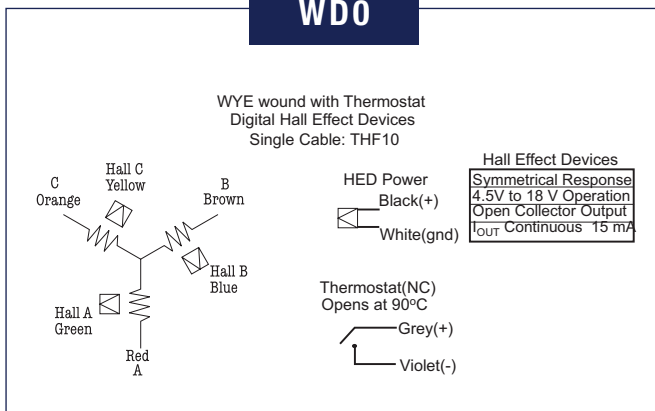 WD0
WYE wound with Thermostat
Digital Hall Effect Devices
Single Cable: THF10
C
Orange
Hall C
Yellow
B
Brown
Hall B
Blue
Hall A
Green
Red
A
HED Power
Black(+)
White(gnd)
Hall Effect Devices
Symmetrical Response
4.5V to 18 V Operation
Open Collector Output
IOUT Continuous 15 mA
Thermostat(NC)
Opens at 90ºC
Grey(+)
Violet(-)